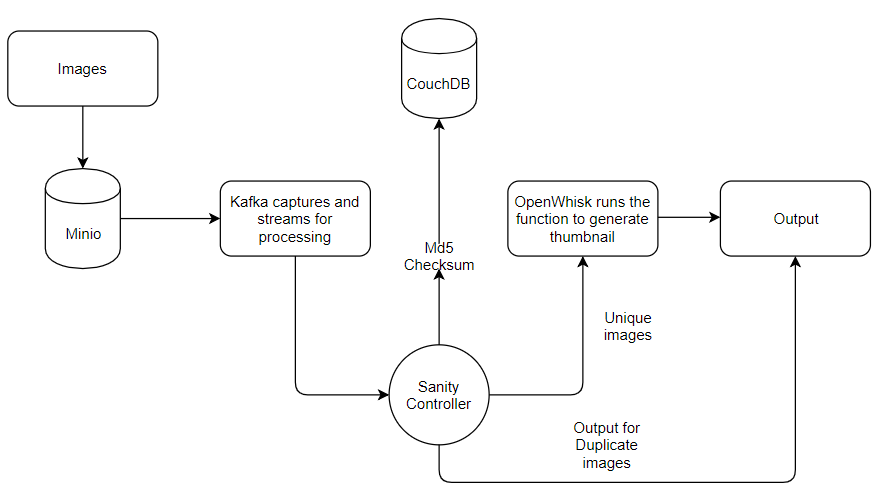 Images
CouchDB
Minio
Kafka captures and
streams for
processing
OpenWhisk runs the
function to generate
thumbnail
Output
Md5
Checksum
Unique
images
Sanity
Controller
Output for
Duplicate
images